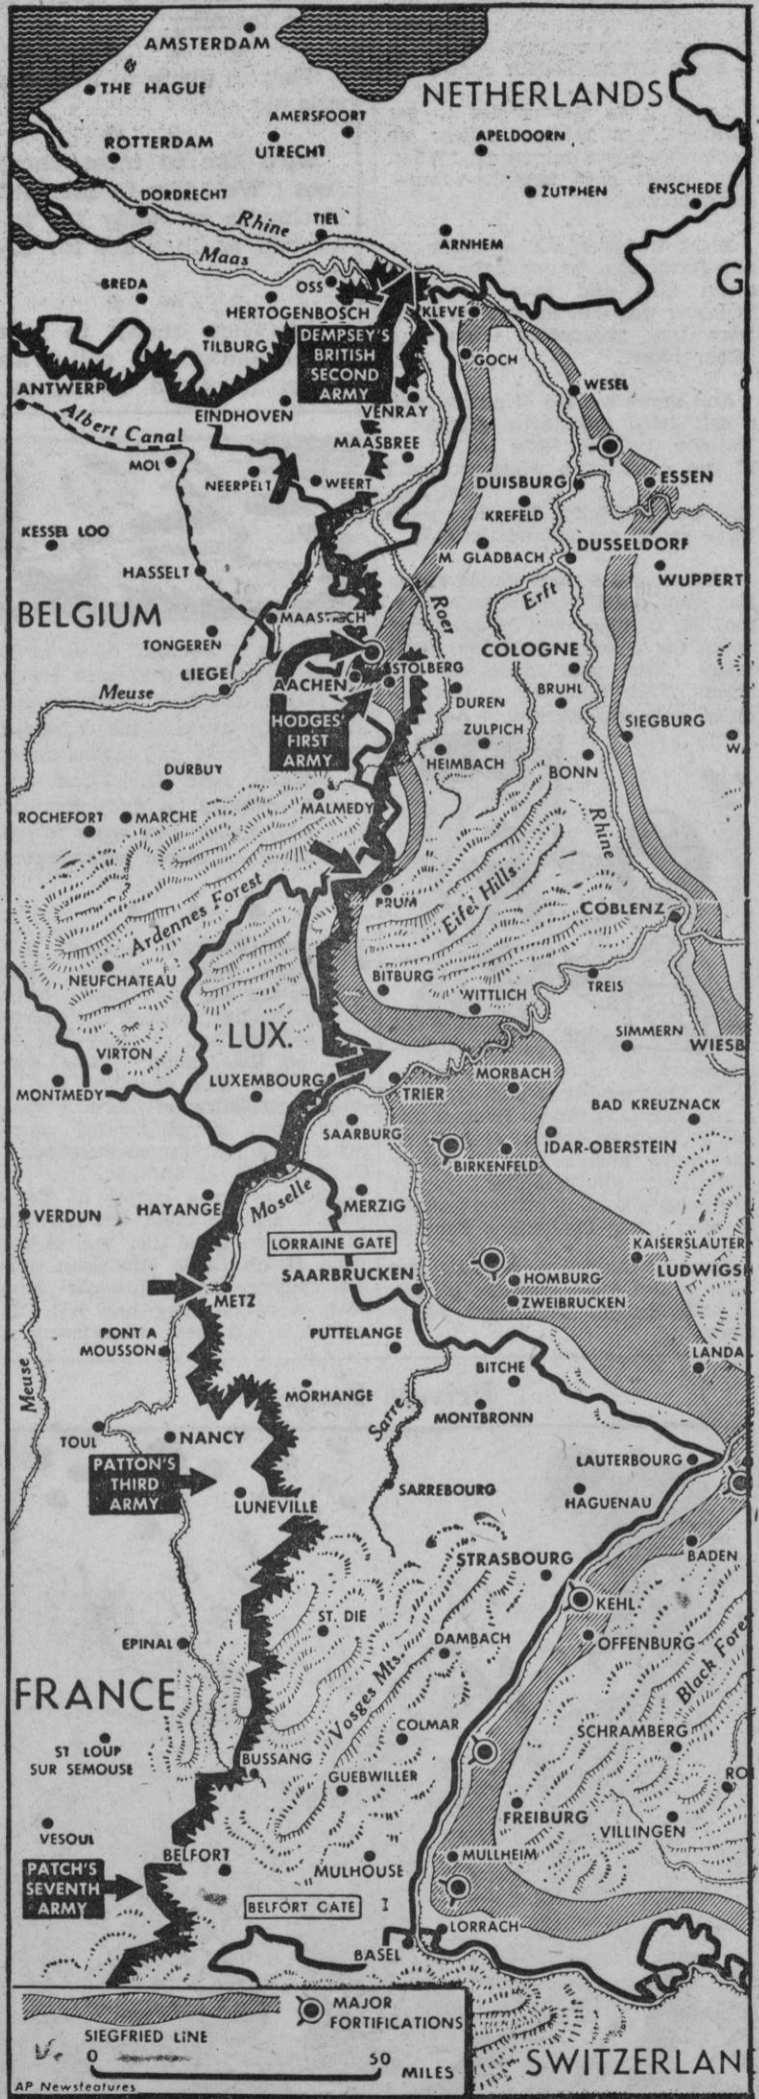 AMSTERDAM
THE HAGUE
NETHERLANDS
AMERSFOORT
ROTTERDAM
UTRECHT
APELDOORN
ZUTPHEN
ENSCHEDE
DORDRECHT
Rhine
TIEL
ARNHEM
Maas
BREDA
OSS
G
HERTOGENBOSCH
KLEVE
TILBURG
DEMPSEY'S
BRITISH
SECOND
ARMY
GOCH
WESEL
ANTWERP
EINDHOVEN
VENRAY
Albert Canal
MAASBREE
MOL
NEERPELT
WEERT
DUISBURG
ESSEN
KREFELD
KESSEL LOO
M. GLADBACH
DUSSELDORF
HASSELT
WUPPERT
Roer
Erft
BELGIUM
MAASTRICH
TONGEREN
COLOGNE
LIEGE
AACHEN
STOLBERG
Meuse
DUREN
BRUHL
HODGES'
FIRST
ARMY
ZULPICH
SIEGBURG
HEIMBACH
BONN
DURBUY
MALMEDY
ROCHEFORT
MARCHE
Rhine
Ardennes Forest
PRUM
Eifel Hills
COBLENZ
NEUFCHATEAU
BITBURG
WITTLICH
TREIS
LUX.
VIRTON
SIMMERN
WIESB
MONTMEDY
LUXEMBOURG
TRIER
MORBACH
BAD KREUZNACK
SAARBURG
IDAR-OBERSTEIN
BIRKENFELD
HAYANGE
Moselle
MERZIG
VERDUN
LORRAINE GATE
KAISERSLAUTER
LUDWIGSH
SAARBRUCKEN
HOMBURG
METZ
ZWEIBRUCKEN
PONT A
MOUSSON
PUTTELANGE
LANDA
BITCHE
Meuse
MORHANGE
Sarre
MONTBRONN
TOUL
NANCY
PATTON'S
THIRD
ARMY
LAUTERBOURG
LUNEVILLE
SARREBOURG
HAGUENAU
STRASBOURG
BADEN
KEHL
ST. DIE
OFFENBURG
EPINAL
DAMBACH
Black Fores
FRANCE
Vosges Mts.
COLMAR
SCHRAMBERG
ST LOUP
SUR SEMOUSE
BUSSANG
GUEBWILLER
RO
FREIBURG
VESOUL
VILLINGEN
BELFORT
MULHOUSE
MULLHEIM
PATCH'S
SEVENTH
ARMY
BELFORT GATE
LORRACH
BASEL
SIEGFRIED LINE
MAJOR
FORTIFICATIONS
0 50
MILES
SWITZERLAN
AP Newsfeatures